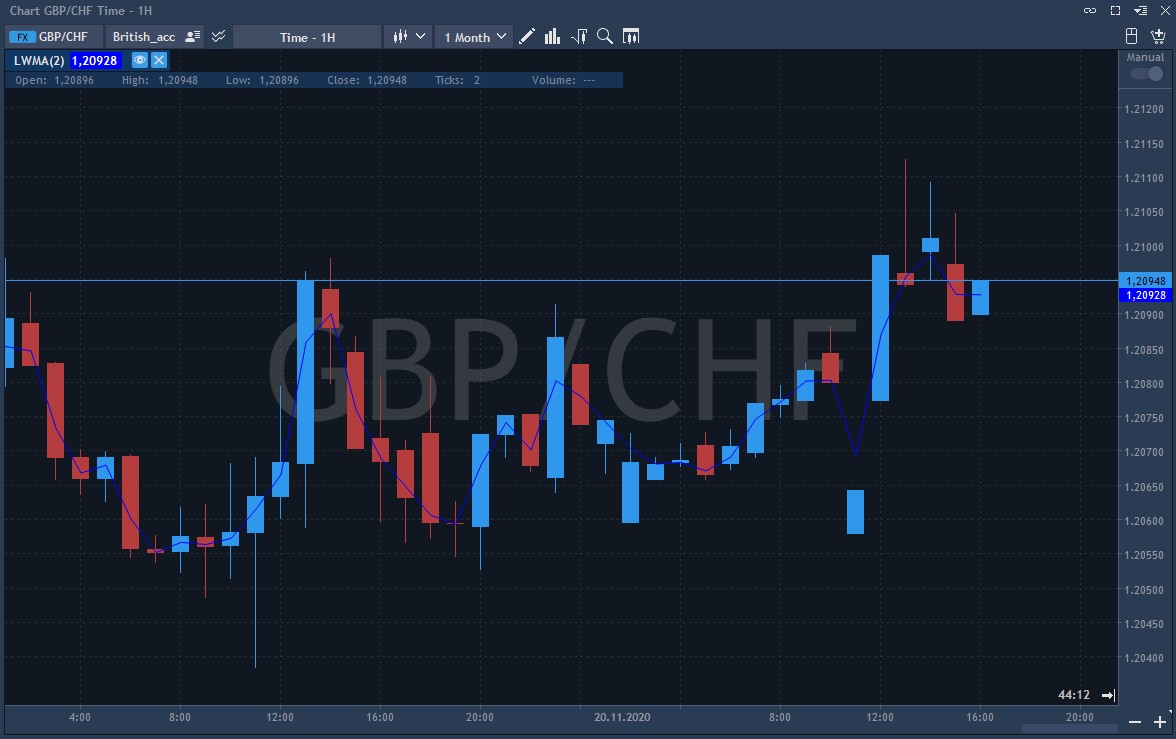 Chart GBP/CHF Time - 1H
FX GBP/CHF British_acc Time - 1H 1 Month
LWMA(2) 1,20928
Open: 1,20896 High: 1,20948 Low: 1,20896 Close: 1,20948 Ticks: 2 Volume: ---
Manual
GBP/CHF
1.21200
1.21150
1.21100
1.21050
1.21000
1,20948
1,20928
1.20900
1.20850
1.20800
1.20750
1.20700
1.20650
1.20600
1.20550
1.20500
1.20450
1.20400
44:12
4:00 8:00 12:00 16:00 20:00 20.11.2020 8:00 12:00 16:00 20:00